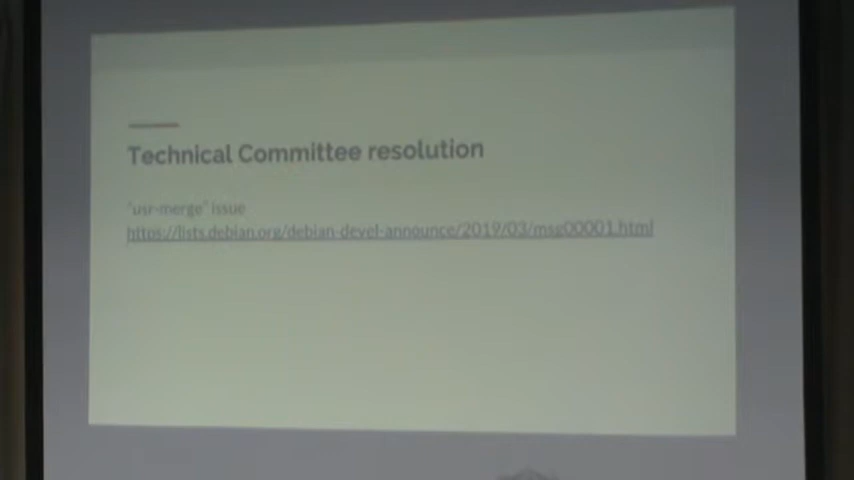 Technical Committee resolution
"usr-merge" issue
https://lists.debian.org/debian-devel-announce/2019/03/msg00001.html